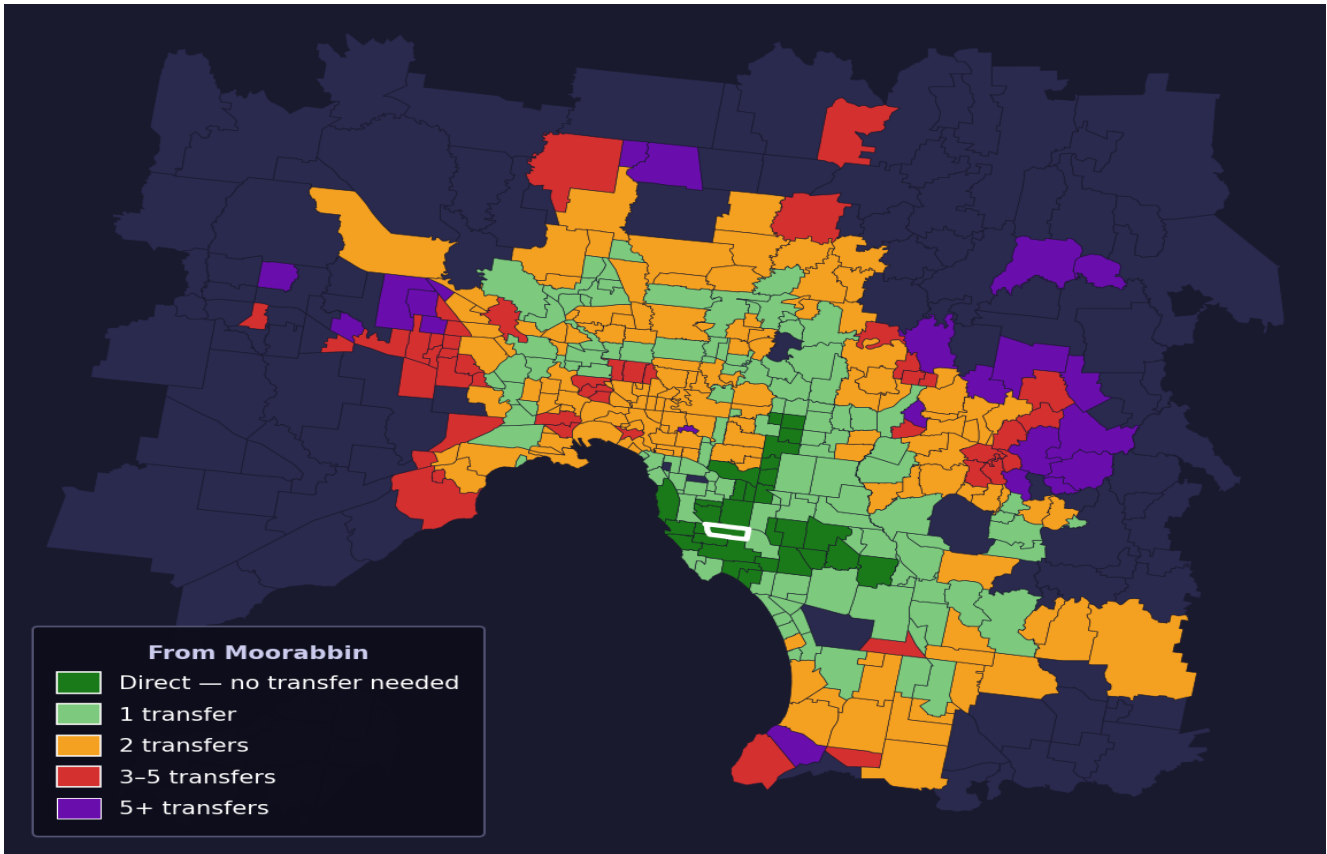 From Moorabbin
Direct — no transfer needed
1 transfer
2 transfers
3–5 transfers
5+ transfers